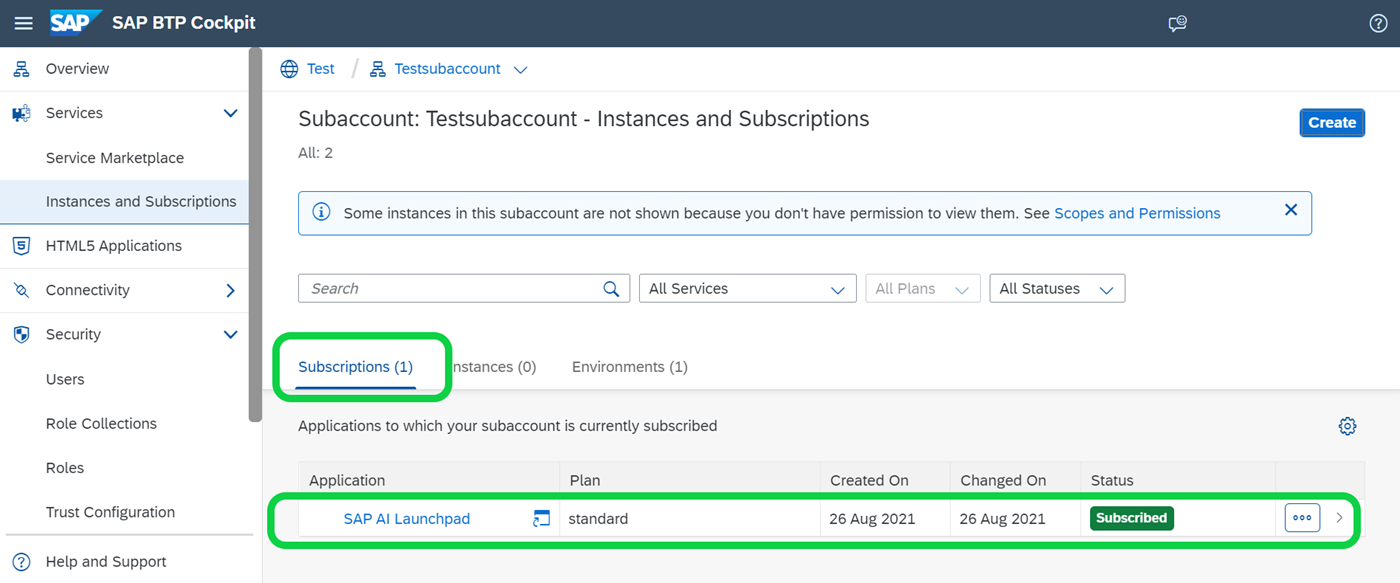 SAP SAP BTP Cockpit
Overview
Services
Service Marketplace
Instances and Subscriptions
HTML5 Applications
Connectivity
Security
Users
Role Collections
Roles
Trust Configuration
Help and Support
Test / Testsubaccount
Subaccount: Testsubaccount - Instances and Subscriptions
Create
All: 2
Some instances in this subaccount are not shown because you don't have permission to view them. See Scopes and Permissions
Search All Services All Plans All Statuses
Subscriptions (1) nstances (0) Environments (1)
Applications to which your subaccount is currently subscribed
Application Plan Created On Changed On Status
SAP AI Launchpad standard 26 Aug 2021 26 Aug 2021 Subscribed